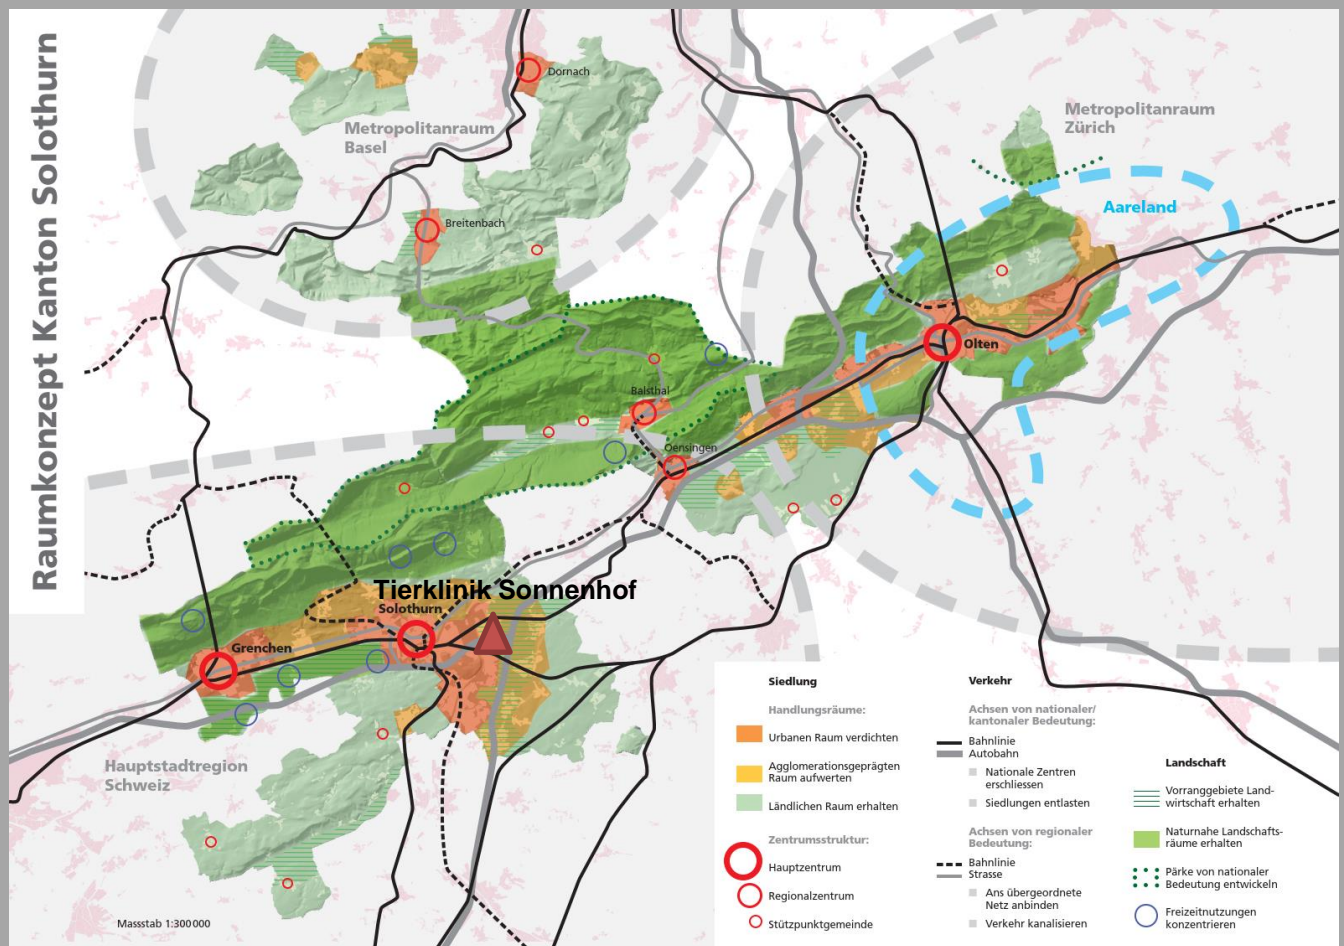 Raumkonzept Kanton Solothurn
Dornach
Metropolitanraum
Basel
Metropolitanraum
Zürich
Aareland
Breitenbach
Olten
Balsthal
Oensingen
Tierklinik Sonnenhof
Solothurn
Grenchen
Hauptstadtregion
Schweiz
Massstab 1:300 000
Siedlung
Handlungsräume:
Urbanen Raum verdichten
Agglomerationsgeprägten
Raum aufwerten
Ländlichen Raum erhalten
Zentrumsstruktur:
Hauptzentrum
Regionalzentrum
Stützpunktgemeinde
Verkehr
Achsen von nationaler/
kantonaler Bedeutung:
Bahnlinie
Autobahn
Nationale Zentren
erschliessen
Siedlungen entlasten
Achsen von regionaler
Bedeutung:
Bahnlinie
Strasse
Ans übergeordnete
Netz anbinden
Verkehr kanalisieren
Landschaft
Vorranggebiete Land-
wirtschaft erhalten
Naturnahe Landschafts-
räume erhalten
Pärke von nationaler
Bedeutung entwickeln
Freizeitnutzungen
konzentrieren